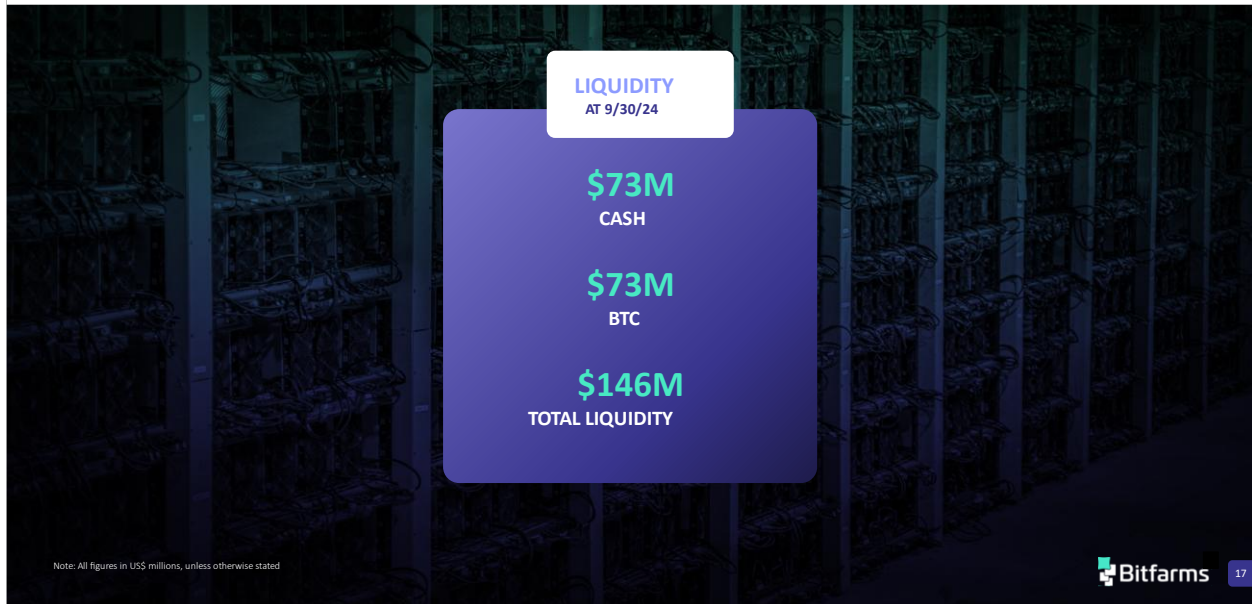 LIQUIDITY
AT 9/30/24
$73M
CASH
$73M
BTC
$146M
TOTAL LIQUIDITY
Note: All figures in US$ millions, unless otherwise stated
Bitfarms
17